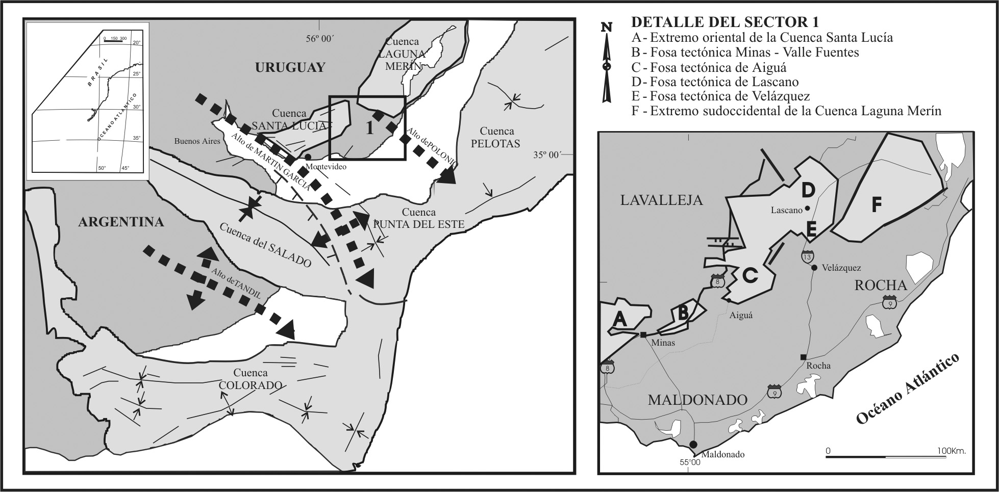 0 150 300
20°
25°
30°
35°
50° 45°
BRASIL
OCEANO ATLANTICO
56º 00´
35º 00´
URUGUAY
Cuenca
LAGUNA
MERÍN
Cuenca
SANTA LUCIA
1
Buenos Aires
Montevideo
Alto de MARTIN GARCIA
Alto dePOLONIO
Cuenca
PELOTAS
ARGENTINA
Cuenca del SALADO
Cuenca
PUNTA DEL ESTE
Alto deTANDIL
Cuenca
COLORADO
N
DETALLE DEL SECTOR 1
A - Extremo oriental de la Cuenca Santa Lucía
B - Fosa tectónica Minas - Valle Fuentes
C - Fosa tectónica de Aiguá
D - Fosa tectónica de Lascano
E - Fosa tectónica de Velázquez
F - Extremo sudoccidental de la Cuenca Laguna Merín
LAVALLEJA
D
Lascano
E
F
13
Velázquez
C
8
ROCHA
9
Aiguá
A
B
Minas
8
Rocha
9
MALDONADO
Océano Atlántico
Maldonado
55°00
0 100Km.